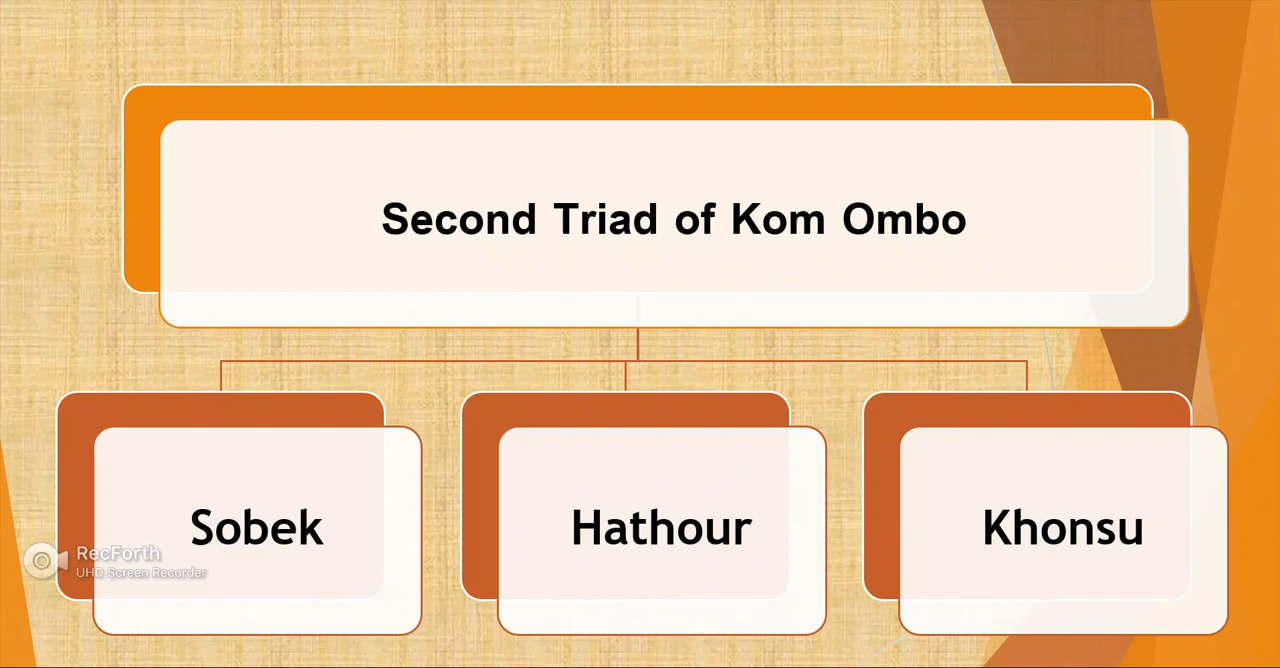 Second Triad of Kom Ombo
Sobek
Hathour
Khonsu
RecForth
UHD Screen Recorder